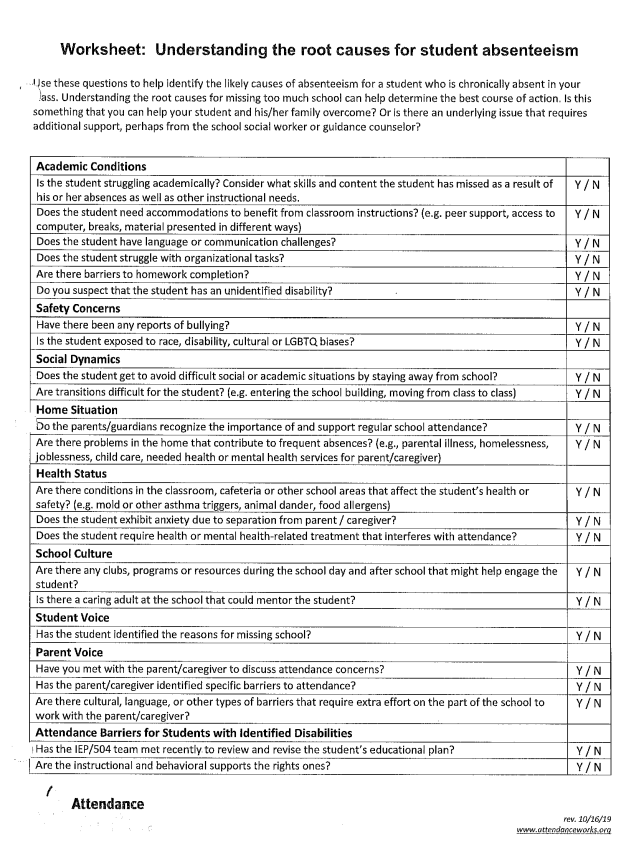 Worksheet:  Understanding the root causes for student absenteeism
Use these questions to help identify the likely causes of absenteeism for a student who is chronically absent in your
lass. Understanding the root causes for missing too much school can help determine the best course of action. Is this
something that you can help your student and his/her family overcome? Or is there an underlying issue that requires
additional support, perhaps from the school social worker or guidance counselor?
Academic Conditions
Is the student struggling academically? Consider what skills and content the student has missed as a result of Y / N
his or her absences as well as other instructional needs.
Does the student need accommodations to benefit from classroom instructions? (e.g. peer support, access to Y / N
computer, breaks, material presented in different ways)
Does the student have language or communication challenges? Y / N
Does the student struggle with organizational tasks? Y / N
Are there barriers to homework completion? Y / N
Do you suspect that the student has an unidentified disability? Y / N
Safety Concerns
Have there been any reports of bullying? Y / N
Is the student exposed to race, disability, cultural or LGBTQ biases? Y / N
Social Dynamics
Does the student get to avoid difficult social or academic situations by staying away from school? Y / N
Are transitions difficult for the student? (e.g. entering the school building, moving from class to class) Y / N
Home Situation
Do the parents/guardians recognize the importance of and support regular school attendance? Y / N
Are there problems in the home that contribute to frequent absences? (e.g., parental illness, homelessness, Y / N
joblessness, child care, needed health or mental health services for parent/caregiver)
Health Status
Are there conditions in the classroom, cafeteria or other school areas that affect the student's health or Y / N
safety? (e.g. mold or other asthma triggers, animal dander, food allergens)
Does the student exhibit anxiety due to separation from parent / caregiver? Y / N
Does the student require health or mental health-related treatment that interferes with attendance? Y / N
School Culture
Are there any clubs, programs or resources during the school day and after school that might help engage the Y / N
student?
Is there a caring adult at the school that could mentor the student? Y / N
Student Voice
Has the student identified the reasons for missing school? Y / N
Parent Voice
Have you met with the parent/caregiver to discuss attendance concerns? Y / N
Has the parent/caregiver identified specific barriers to attendance? Y / N
Are there cultural, language, or other types of barriers that require extra effort on the part of the school to Y / N
work with the parent/caregiver?
Attendance Barriers for Students with Identified Disabilities
Has the IEP/504 team met recently to review and revise the student's educational plan? Y / N
Are the instructional and behavioral supports the rights ones? Y / N
Attendance
rev. 10/16/19
www.attendanceworks.org